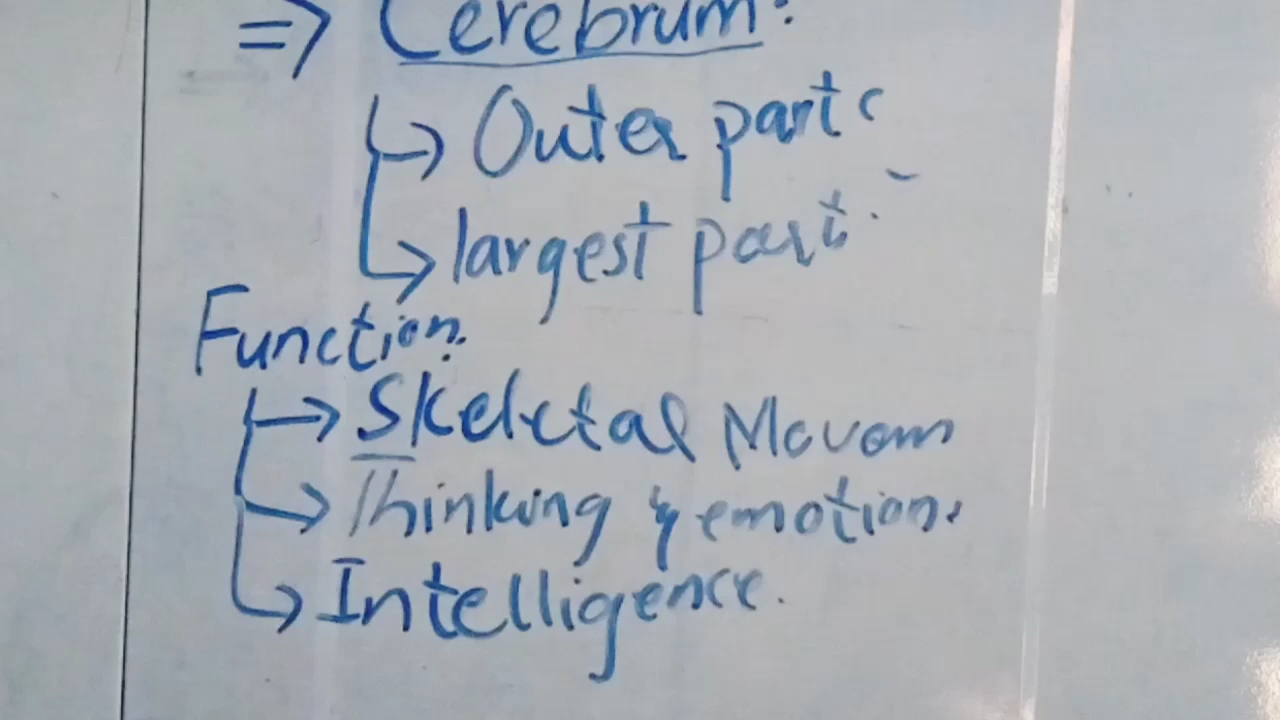 => Cerebrum:
→ Outer part
→ largest part.
Function:
→ Skeletal Movem
→ Thinking & emotion.
→ Intelligence.